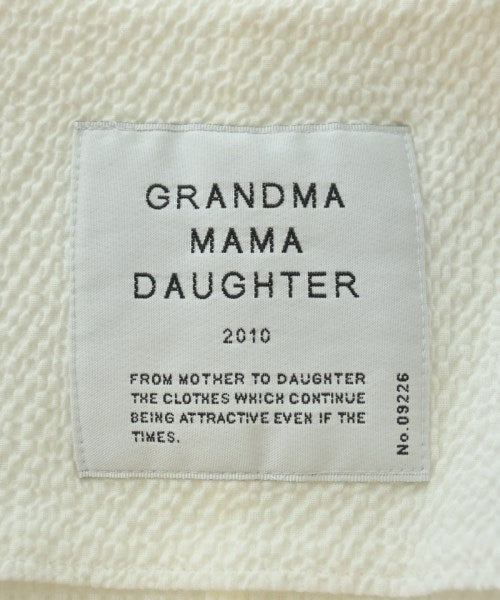 GRANDMA
MAMA
DAUGHTER
2010
FROM MOTHER TO DAUGHTER
THE CLOTHES WHICH CONTINUE
BEING ATTRACTIVE EVEN IF THE
TIMES.
No.09226